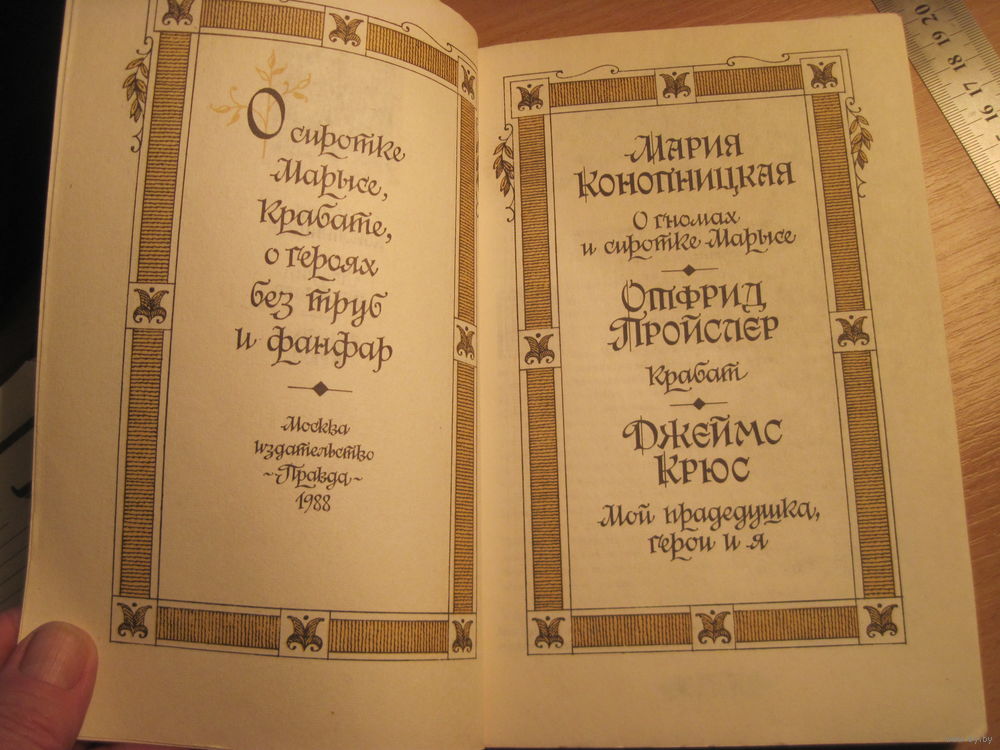 О сиротке
Марысе,
Крабате,
о героях
без труб
и фанфар
Москва
издательство
~Правда~
1988
Мария
Конопницкая
О гномах
и сиротке Марысе
Отфрид
Пройслер
Крабат
Джеймс
Крюс
Мой прадедушка,
герои и я
20
19
18
17
16